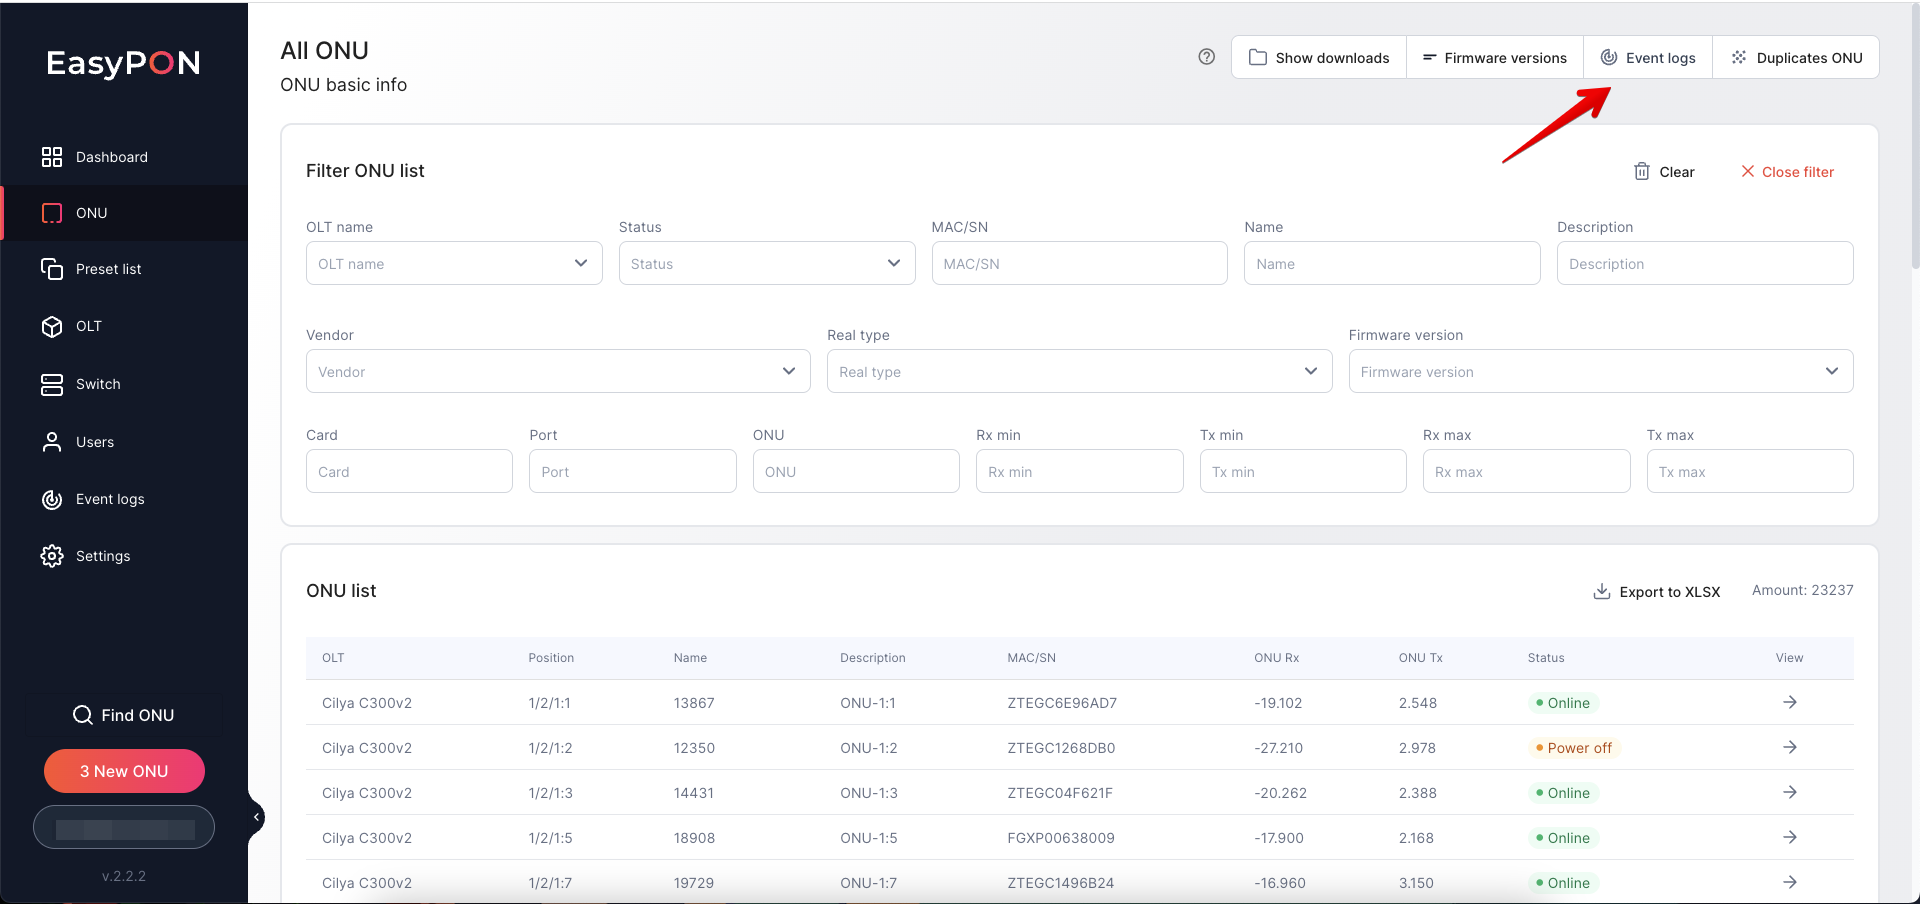 EasyPON
Dashboard
ONU
Preset list
OLT
Switch
Users
Event logs
Settings
Find ONU
3 New ONU
v.2.2.2
All ONU
ONU basic info
Show downloads
Firmware versions
Event logs
Duplicates ONU
Filter ONU list
Clear
Close filter
OLT name Status MAC/SN Name Description
OLT name Status MAC/SN Name Description
Vendor Real type Firmware version
Vendor Real type Firmware version
Card Port ONU Rx min Tx min Rx max Tx max
Card Port ONU Rx min Tx min Rx max Tx max
ONU list
Export to XLSX
Amount: 23237
OLT Position Name Description MAC/SN ONU Rx ONU Tx Status View
Cilya C300v2 1/2/1:1 13867 ONU-1:1 ZTEGC6E96AD7 -19.102 2.548 Online
Cilya C300v2 1/2/1:2 12350 ONU-1:2 ZTEGC1268DB0 -27.210 2.978 Power off
Cilya C300v2 1/2/1:3 14431 ONU-1:3 ZTEGC04F621F -20.262 2.388 Online
Cilya C300v2 1/2/1:5 18908 ONU-1:5 FGXP00638009 -17.900 2.168 Online
Cilya C300v2 1/2/1:7 19729 ONU-1:7 ZTEGC1496B24 -16.960 3.150 Online